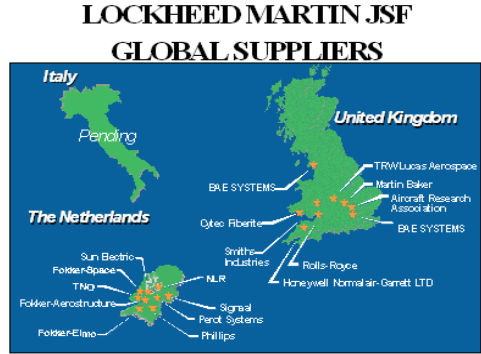 LOCKHEED MARTIN JSF
GLOBAL SUPPLIERS
Italy
Pending
United Kingdom
TRW/Lucas Aerospace
Martin Baker
Aircraft Research
Association
BAE SYSTEMS
BAE SYSTEMS
Cytec Fiberite
Smiths
Industries
Rolls-Royce
Honeywell Normalair-Garrett LTD
The Netherlands
Sun Electric
Fokker-Space
TNO
Fokker-Aerostructure
Fokker-Elmo
NLR
Signaal
Perot Systems
Phillips